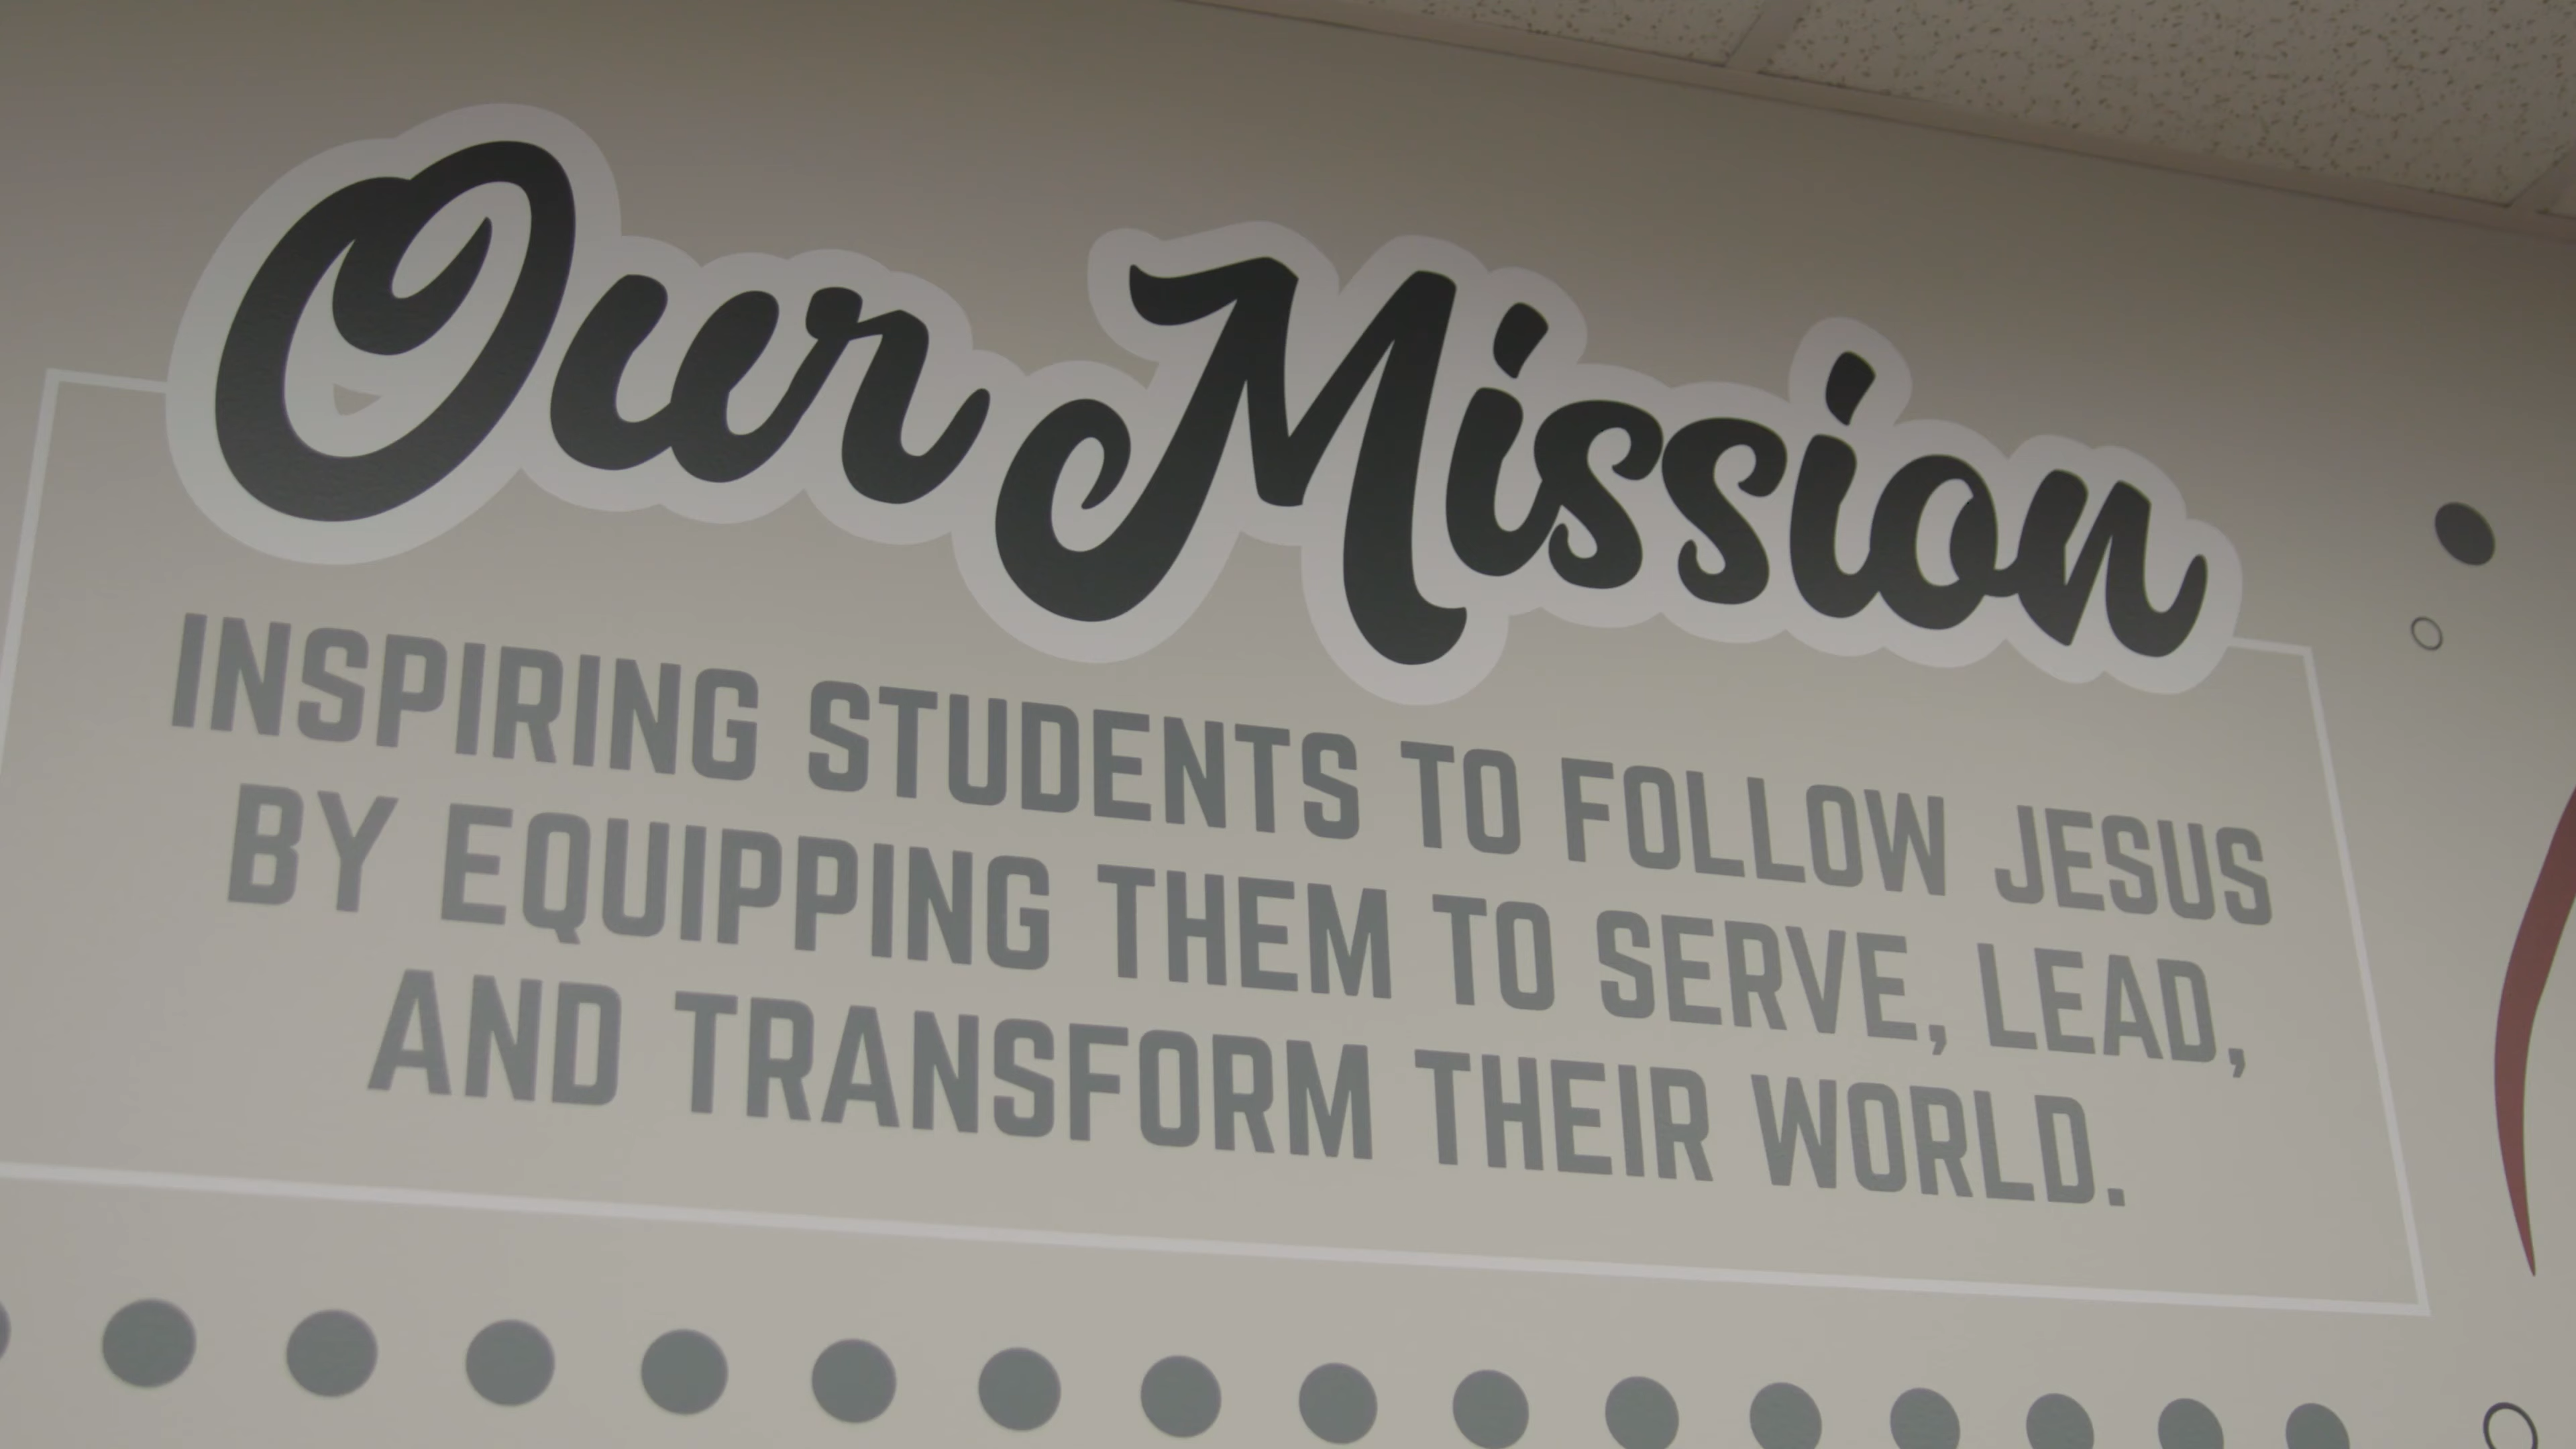 Our Mission
INSPIRING STUDENTS TO FOLLOW JESUS
BY EQUIPPING THEM TO SERVE, LEAD,
AND TRANSFORM THEIR WORLD.